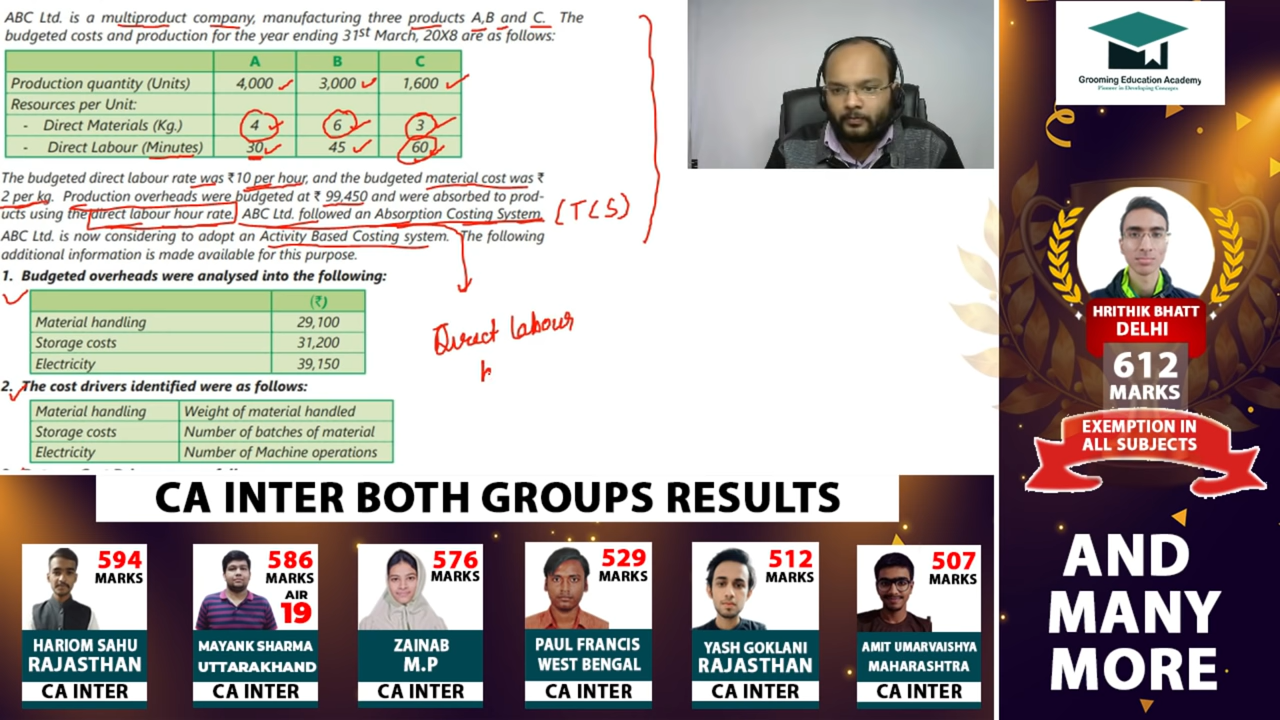 ABC Ltd. is a multiproduct company, manufacturing three products A,B and C. The
budgeted costs and production for the year ending 31st March, 20X8 are as follows:
A B C
Production quantity (Units) 4,000 3,000 1,600
Resources per Unit:
- Direct Materials (Kg.) 4 6 3
- Direct Labour (Minutes) 30 45 60
The budgeted direct labour rate was ₹10 per hour, and the budgeted material cost was ₹
2 per kg. Production overheads were budgeted at ₹ 99,450 and were absorbed to prod-
ucts using the direct labour hour rate. ABC Ltd. followed an Absorption Costing System.
(TCS)
ABC Ltd. is now considering to adopt an Activity Based Costing system. The following
additional information is made available for this purpose.
1. Budgeted overheads were analysed into the following:
(₹)
Material handling 29,100
Storage costs 31,200
Electricity 39,150
Direct labour
2. The cost drivers identified were as follows:
Material handling Weight of material handled
Storage costs Number of batches of material
Electricity Number of Machine operations
Grooming Education Academy
Pioneer in Developing Concepts
HRITHIK BHATT
DELHI
612
MARKS
EXEMPTION IN
ALL SUBJECTS
AND
MANY
MORE
CA INTER BOTH GROUPS RESULTS
594
MARKS
HARIOM SAHU
RAJASTHAN
CA INTER
586
MARKS
AIR
19
MAYANK SHARMA
UTTARAKHAND
CA INTER
576
MARKS
ZAINAB
M.P
CA INTER
529
MARKS
PAUL FRANCIS
WEST BENGAL
CA INTER
512
MARKS
YASH GOKLANI
RAJASTHAN
CA INTER
507
MARKS
AMIT UMARVAISHYA
MAHARASHTRA
CA INTER